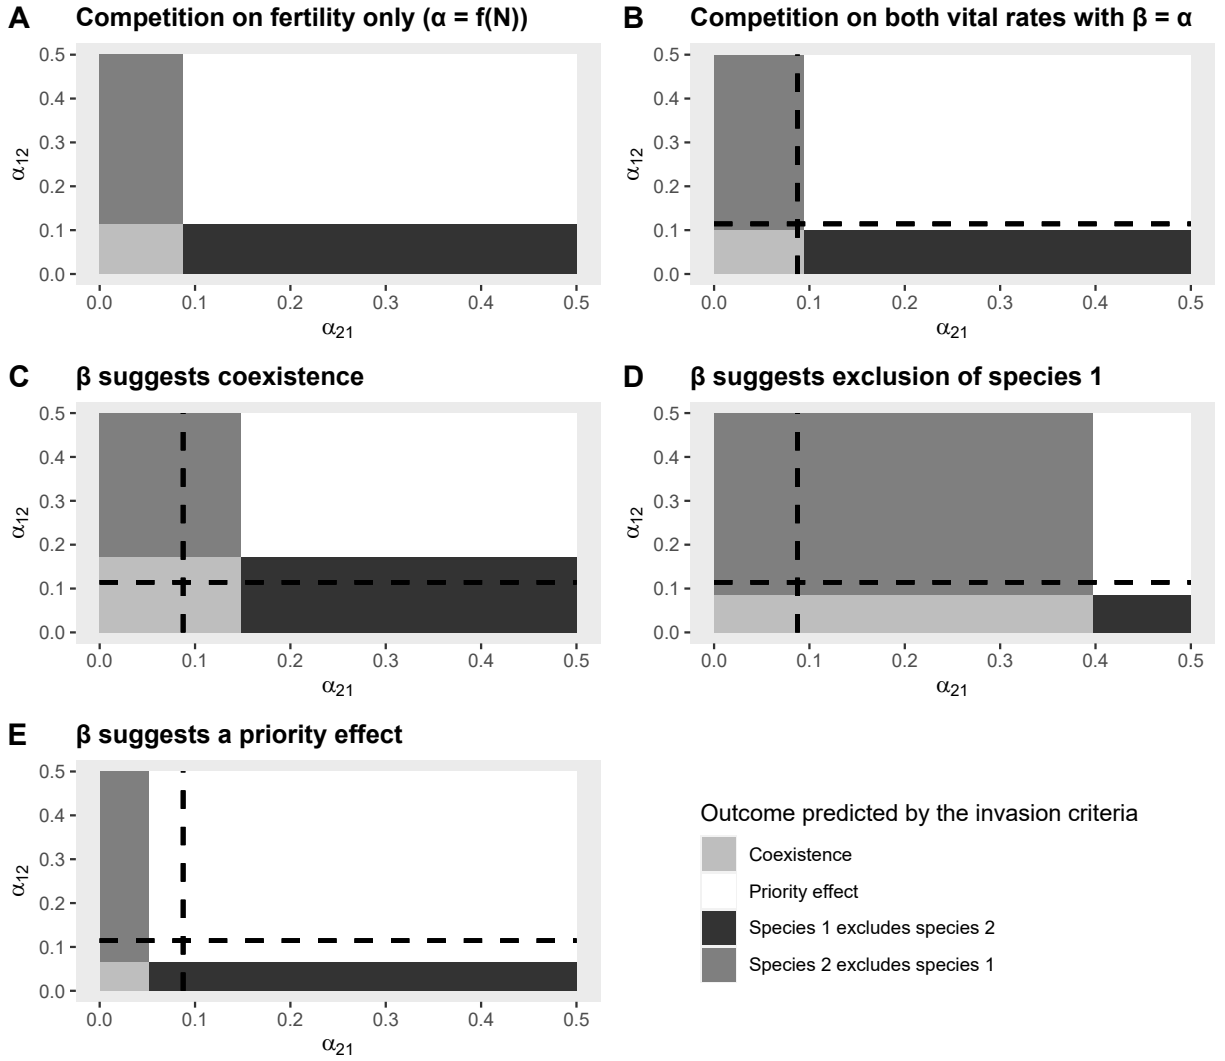 A Competition on fertility only (α = f(N))
0.5
0.4
0.3
0.2
0.1
0.0
α12
0.0 0.1 0.2 0.3 0.4 0.5
α21
B Competition on both vital rates with β = α
0.5
0.4
0.3
0.2
0.1
0.0
α12
0.0 0.1 0.2 0.3 0.4 0.5
α21
C β suggests coexistence
0.5
0.4
0.3
0.2
0.1
0.0
α12
0.0 0.1 0.2 0.3 0.4 0.5
α21
D β suggests exclusion of species 1
0.5
0.4
0.3
0.2
0.1
0.0
α12
0.0 0.1 0.2 0.3 0.4 0.5
α21
E β suggests a priority effect
0.5
0.4
0.3
0.2
0.1
0.0
α12
0.0 0.1 0.2 0.3 0.4 0.5
α21
Outcome predicted by the invasion criteria
Coexistence
Priority effect
Species 1 excludes species 2
Species 2 excludes species 1